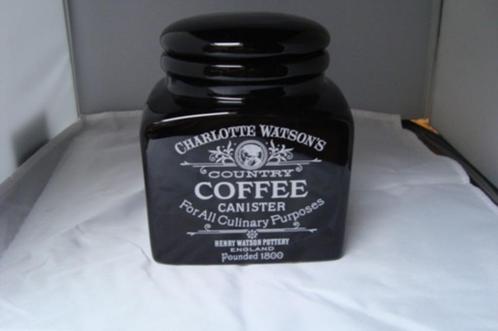 CHARLOTTE WATSON'S
COUNTRY
COFFEE
CANISTER
For All Culinary Purposes
HENRY WATSON POTTERY
ENGLAND
Founded 1800